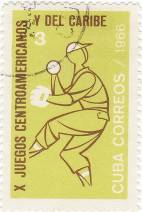 X JUEGOS CENTROAMERICANOS
Y DEL CARIBE
3
CUBA CORREOS / 1966